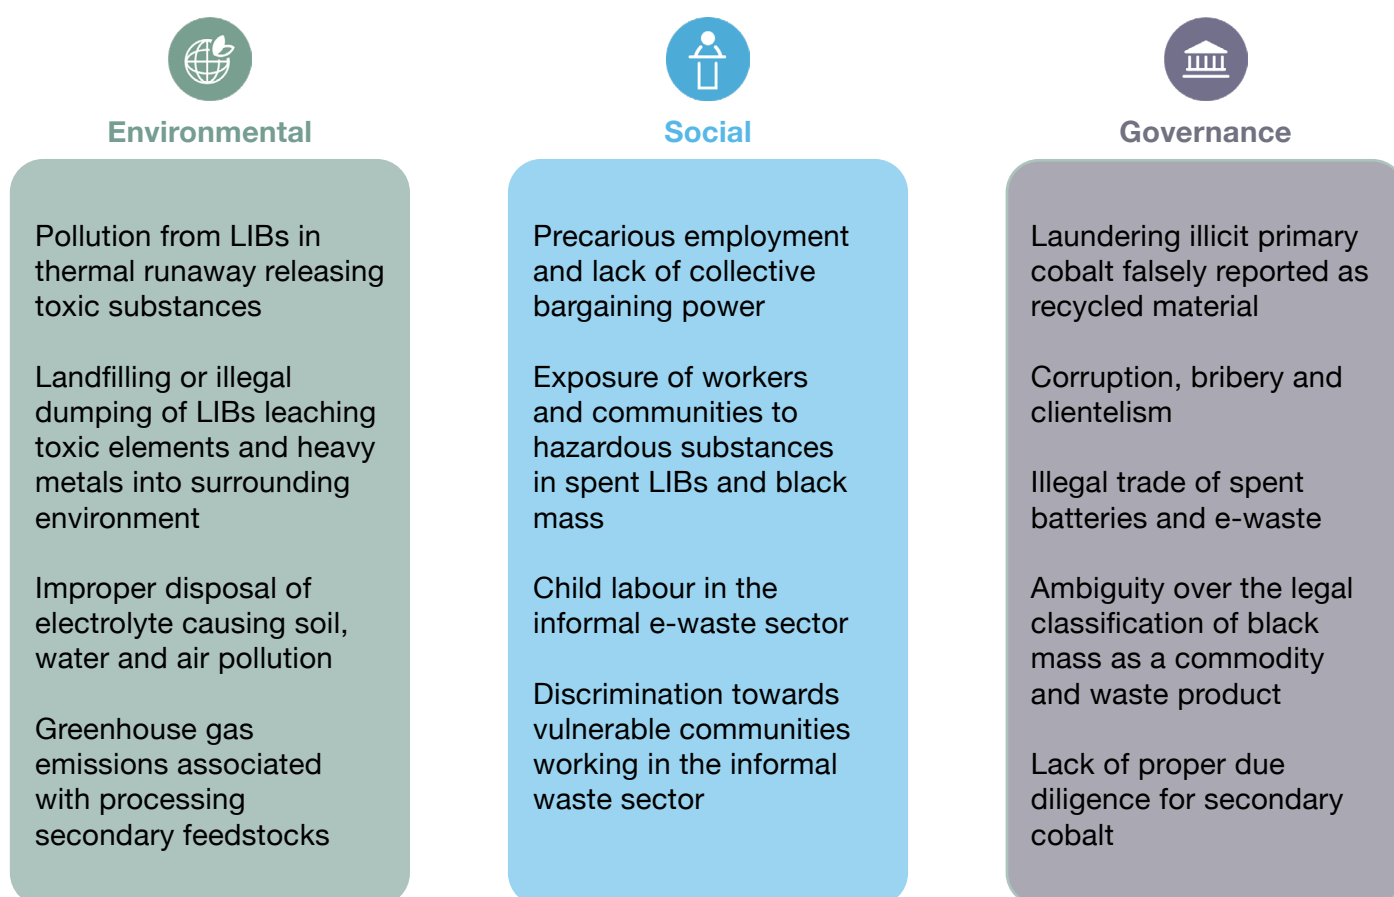 Environmental
Pollution from LIBs in
thermal runaway releasing
toxic substances
Landfilling or illegal
dumping of LIBs leaching
toxic elements and heavy
metals into surrounding
environment
Improper disposal of
electrolyte causing soil,
water and air pollution
Greenhouse gas
emissions associated
with processing
secondary feedstocks
Social
Precarious employment
and lack of collective
bargaining power
Exposure of workers
and communities to
hazardous substances
in spent LIBs and black
mass
Child labour in the
informal e-waste sector
Discrimination towards
vulnerable communities
working in the informal
waste sector
Governance
Laundering illicit primary
cobalt falsely reported as
recycled material
Corruption, bribery and
clientelism
Illegal trade of spent
batteries and e-waste
Ambiguity over the legal
classification of black
mass as a commodity
and waste product
Lack of proper due
diligence for secondary
cobalt